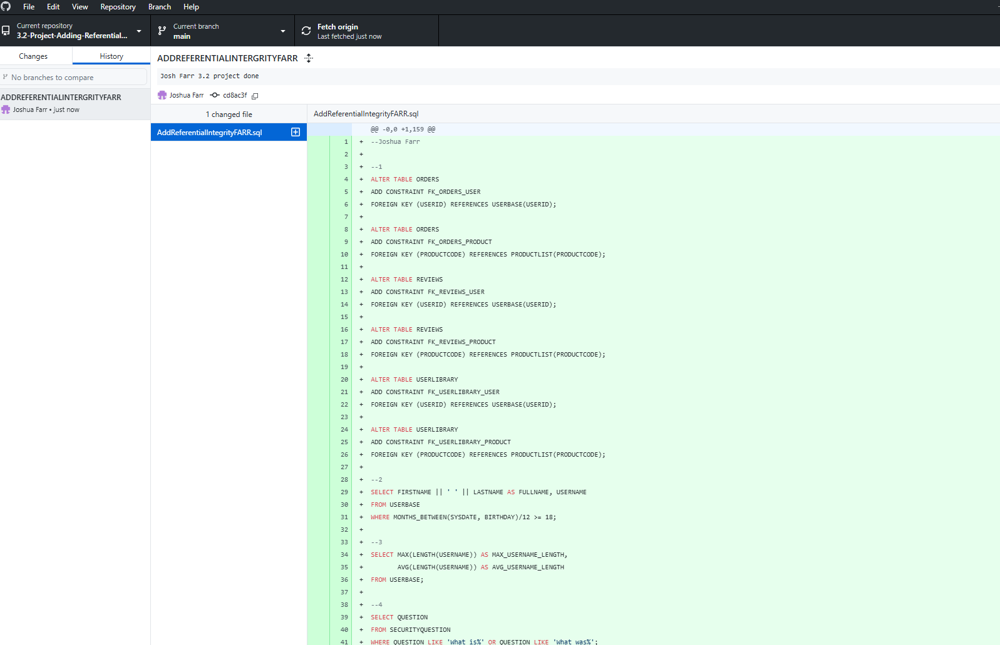 File Edit View Repository Branch Help
Current repository
3.2-Project-Adding-Referential...
Current branch
main
Fetch origin
Last fetched just now
Changes History
No branches to compare
ADDREFERENTIALINTERGRITYFARR
Joshua Farr • just now
ADDREFERENTIALINTERGRITYFARR
Josh Farr 3.2 project done
Joshua Farr cd8ac3f
1 changed file
AddReferentialIntegrityFARR.sql
AddReferentialIntegrityFARR.sql
@@ -0,0 +1,159 @@
1 + --Joshua Farr
2 +
3 + --1
4 + ALTER TABLE ORDERS
5 + ADD CONSTRAINT FK_ORDERS_USER
6 + FOREIGN KEY (USERID) REFERENCES USERBASE(USERID);
7 +
8 + ALTER TABLE ORDERS
9 + ADD CONSTRAINT FK_ORDERS_PRODUCT
10 + FOREIGN KEY (PRODUCTCODE) REFERENCES PRODUCTLIST(PRODUCTCODE);
11 +
12 + ALTER TABLE REVIEWS
13 + ADD CONSTRAINT FK_REVIEWS_USER
14 + FOREIGN KEY (USERID) REFERENCES USERBASE(USERID);
15 +
16 + ALTER TABLE REVIEWS
17 + ADD CONSTRAINT FK_REVIEWS_PRODUCT
18 + FOREIGN KEY (PRODUCTCODE) REFERENCES PRODUCTLIST(PRODUCTCODE);
19 +
20 + ALTER TABLE USERLIBRARY
21 + ADD CONSTRAINT FK_USERLIBRARY_USER
22 + FOREIGN KEY (USERID) REFERENCES USERBASE(USERID);
23 +
24 + ALTER TABLE USERLIBRARY
25 + ADD CONSTRAINT FK_USERLIBRARY_PRODUCT
26 + FOREIGN KEY (PRODUCTCODE) REFERENCES PRODUCTLIST(PRODUCTCODE);
27 +
28 + --2
29 + SELECT FIRSTNAME || ' ' || LASTNAME AS FULLNAME, USERNAME
30 + FROM USERBASE
31 + WHERE MONTHS_BETWEEN(SYSDATE, BIRTHDAY)/12 >= 18;
32 +
33 + --3
34 + SELECT MAX(LENGTH(USERNAME)) AS MAX_USERNAME_LENGTH,
35 + AVG(LENGTH(USERNAME)) AS AVG_USERNAME_LENGTH
36 + FROM USERBASE;
37 +
38 + --4
39 + SELECT QUESTION
40 + FROM SECURITYQUESTION
41 + WHERE QUESTION LIKE 'What is%' OR QUESTION LIKE 'What was%';